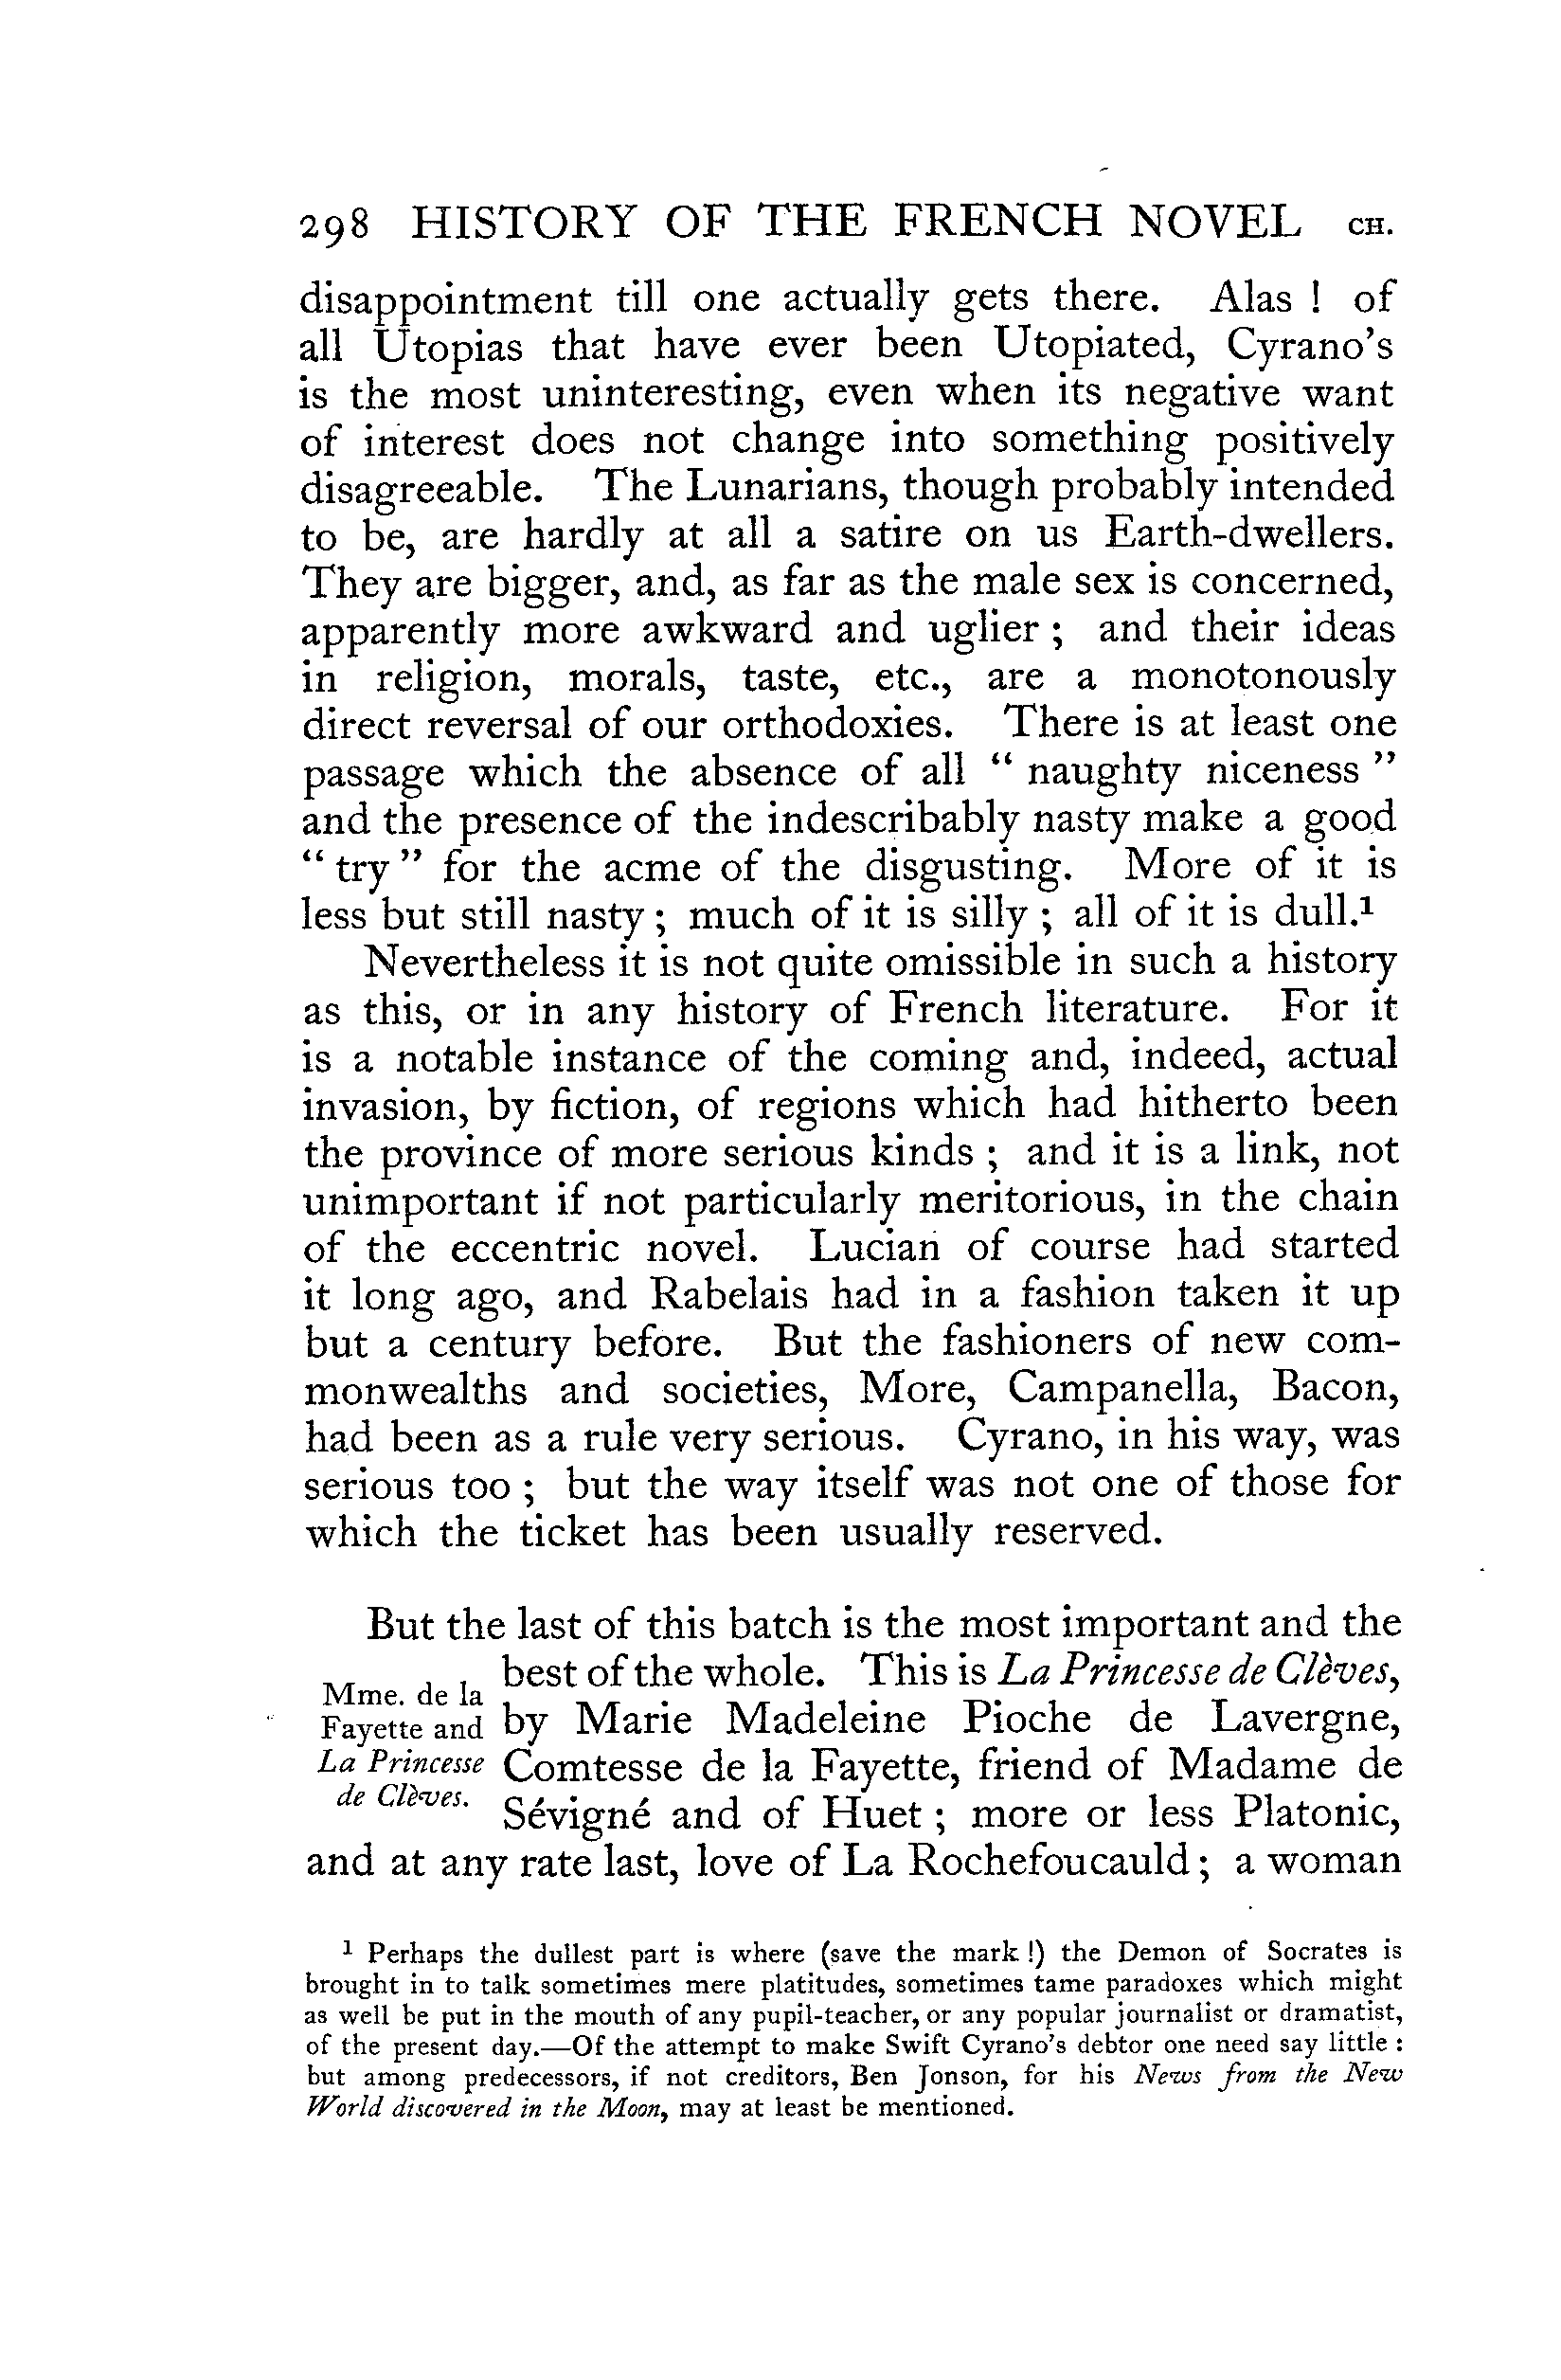 298 HISTORY OF THE FRENCH NOVEL CH.
disappointment till one actually gets there. Alas ! of
all Utopias that have ever been Utopiated, Cyrano's
is the most uninteresting, even when its negative want
of interest does not change into something positively
disagreeable. The Lunarians, though probably intended
to be, are hardly at all a satire on us Earth-dwellers.
They are bigger, and, as far as the male sex is concerned,
apparently more awkward and uglier ; and their ideas
in religion, morals, taste, etc., are a monotonously
direct reversal of our orthodoxies. There is at least one
passage which the absence of all “ naughty niceness ”
and the presence of the indescribably nasty make a good
“ try ” for the acme of the disgusting. More of it is
less but still nasty ; much of it is silly ; all of it is dull.¹
Nevertheless it is not quite omissible in such a history
as this, or in any history of French literature. For it
is a notable instance of the coming and, indeed, actual
invasion, by fiction, of regions which had hitherto been
the province of more serious kinds ; and it is a link, not
unimportant if not particularly meritorious, in the chain
of the eccentric novel. Lucian of course had started
it long ago, and Rabelais had in a fashion taken it up
but a century before. But the fashioners of new com-
monwealths and societies, More, Campanella, Bacon,
had been as a rule very serious. Cyrano, in his way, was
serious too ; but the way itself was not one of those for
which the ticket has been usually reserved.
But the last of this batch is the most important and the
Mme. de la
Fayette and
La Princesse
de Clèves.
best of the whole. This is La Princesse de Clèves,
by Marie Madeleine Pioche de Lavergne,
Comtesse de la Fayette, friend of Madame de
Sévigné and of Huet ; more or less Platonic,
and at any rate last, love of La Rochefoucauld ; a woman
¹ Perhaps the dullest part is where (save the mark !) the Demon of Socrates is
brought in to talk sometimes mere platitudes, sometimes tame paradoxes which might
as well be put in the mouth of any pupil-teacher, or any popular journalist or dramatist,
of the present day.—Of the attempt to make Swift Cyrano's debtor one need say little :
but among predecessors, if not creditors, Ben Jonson, for his News from the New
World discovered in the Moon, may at least be mentioned.